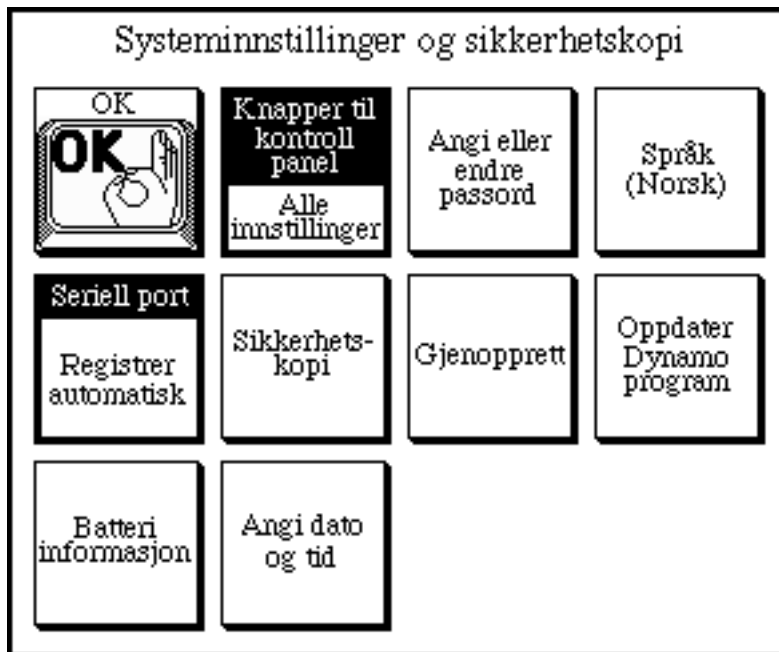 Systeminnstillinger og sikkerhetskopi
OK
OK
Knapper til
kontroll
panel
Alle
innstillinger
Angi eller
endre
passord
Språk
(Norsk)
Seriell port
Registrer
automatisk
Sikkerhets-
kopi
Gjenopprett
Oppdater
Dynamo
program
Batteri
informasjon
Angi dato
og tid